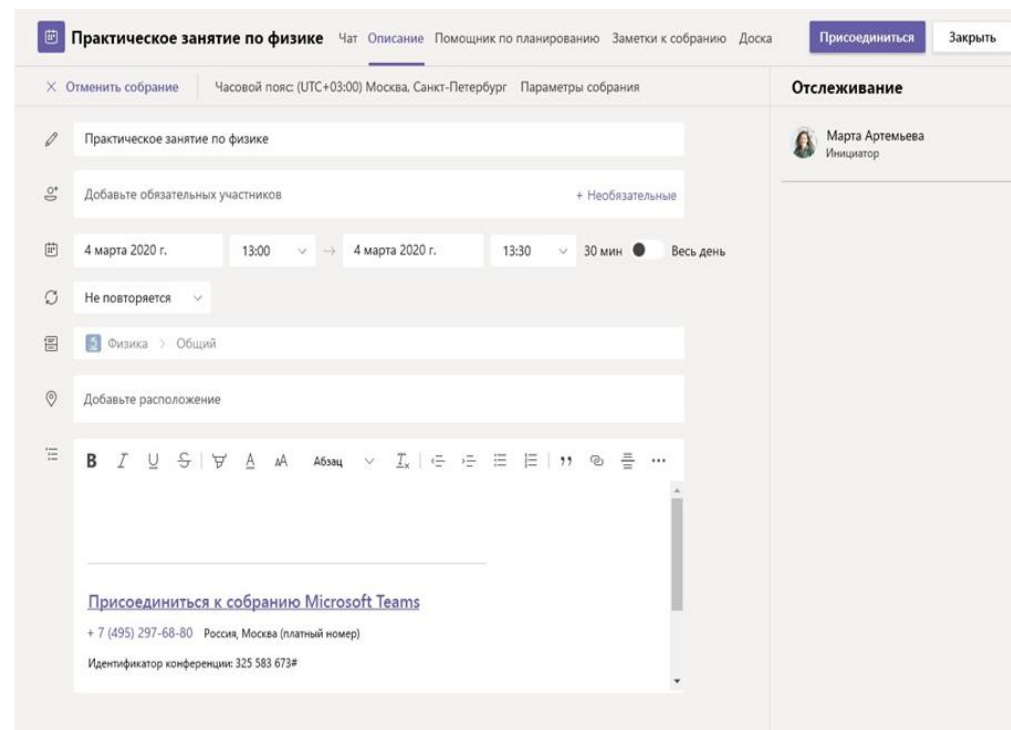 Практическое занятие по физике Чат Описание Помощник по планированию Заметки к собранию Доска Присоединиться Закрыть
Отменить собрание Часовой пояс: (UTC+03:00) Москва, Санкт-Петербург Параметры собрания Отслеживание
Практическое занятие по физике
Марта Артемьева
Инициатор
Добавьте обязательных участников + Необязательные
4 марта 2020 г. 13:00 → 4 марта 2020 г. 13:30 30 мин Весь день
Не повторяется
Физика > Общий
Добавьте расположение
B I U S A AA Абзац Tx
Присоединиться к собранию Microsoft Teams
+ 7 (495) 297-68-80 Россия, Москва (платный номер)
Идентификатор конференции: 325 583 673#